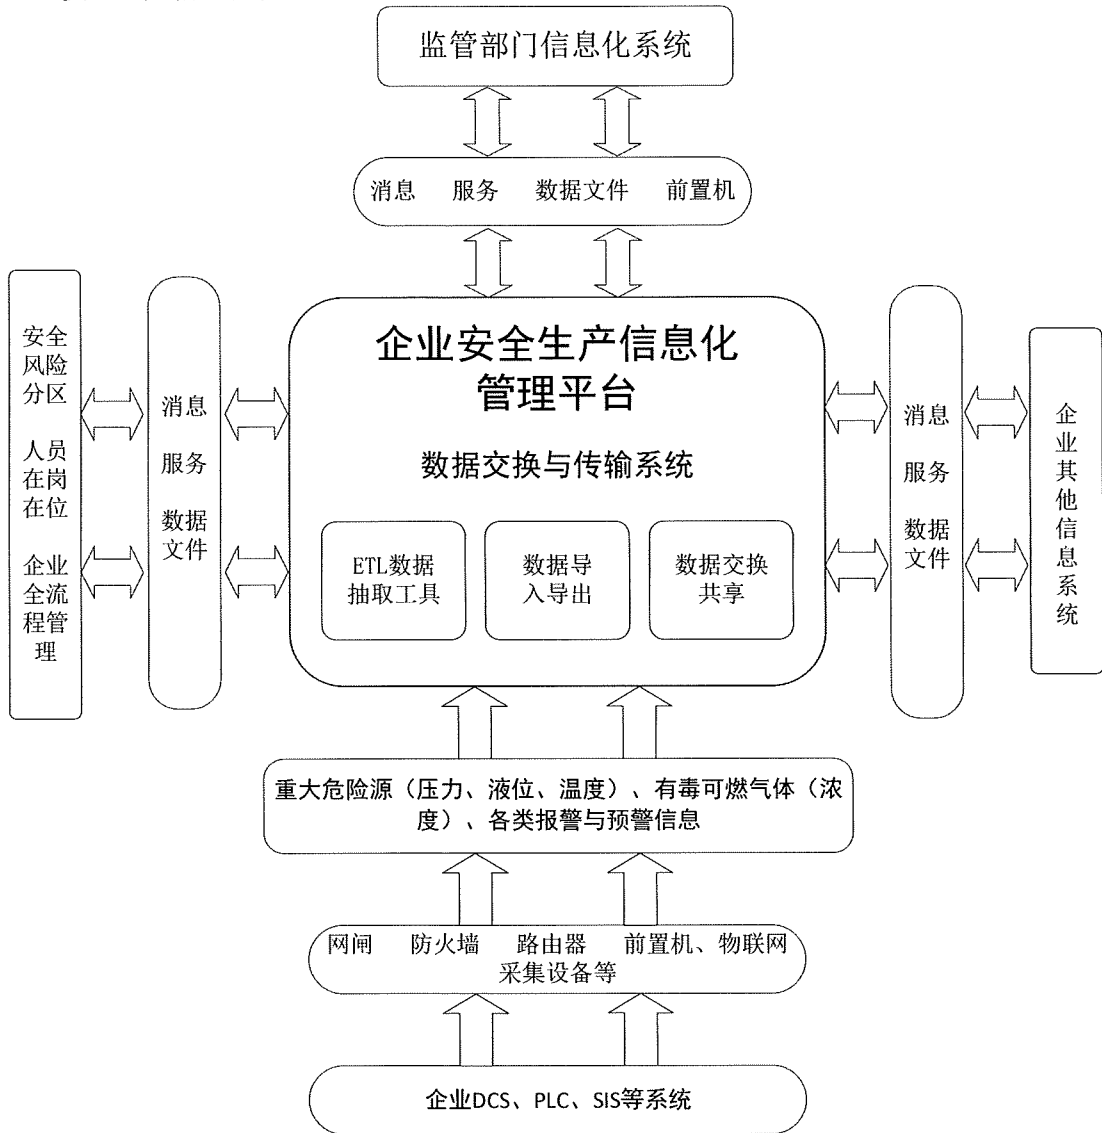 监管部门信息化系统
消息 服务 数据文件 前置机
企业安全生产信息化
管理平台
数据交换与传输系统
ETL数据
抽取工具
数据导
入导出
数据交换
共享
安全
风险
分区
人员
在岗
在位
企业
全流
程管
理
消息
服务
数据
文件
消息
服务
数据
文件
企
业
其
他
信
息
系
统
重大危险源（压力、液位、温度）、有毒可燃气体（浓
度）、各类报警与预警信息
网闸 防火墙 路由器 前置机、物联网
采集设备等
企业DCS、PLC、SIS等系统